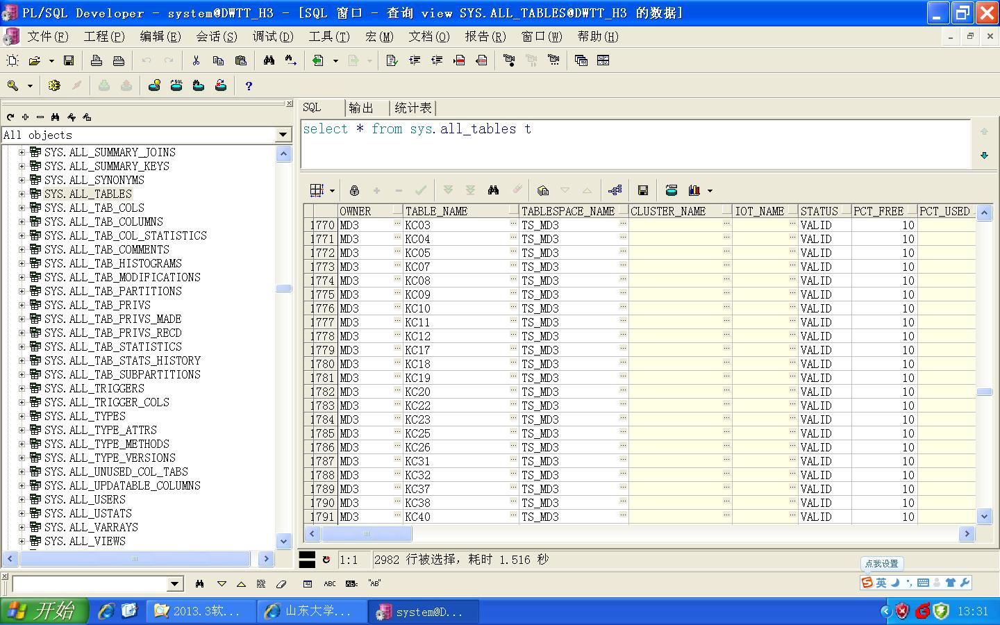 PL/SQL Developer - system@DWTT_H3 - [SQL 窗口 - 查询 view SYS.ALL_TABLES@DWTT_H3 的数据]
文件(F) 工程(P) 编辑(E) 会话(S) 调试(D) 工具(T) 宏(M) 文档(O) 报告(R) 窗口(W) 帮助(H)
SQL 输出 统计表
All objects
select * from sys.all_tables t
SYS.ALL_SUMMARY_JOINS
SYS.ALL_SUMMARY_KEYS
SYS.ALL_SYNONYMS
SYS.ALL_TABLES
SYS.ALL_TAB_COLS
SYS.ALL_TAB_COLUMNS
SYS.ALL_TAB_COL_STATISTICS
SYS.ALL_TAB_COMMENTS
SYS.ALL_TAB_HISTOGRAMS
SYS.ALL_TAB_MODIFICATIONS
SYS.ALL_TAB_PARTITIONS
SYS.ALL_TAB_PRIVS
SYS.ALL_TAB_PRIVS_MADE
SYS.ALL_TAB_PRIVS_RECD
SYS.ALL_TAB_STATISTICS
SYS.ALL_TAB_STATS_HISTORY
SYS.ALL_TAB_SUBPARTITIONS
SYS.ALL_TRIGGERS
SYS.ALL_TRIGGER_COLS
SYS.ALL_TYPES
SYS.ALL_TYPE_ATTRS
SYS.ALL_TYPE_METHODS
SYS.ALL_TYPE_VERSIONS
SYS.ALL_UNUSED_COL_TABS
SYS.ALL_UPDATABLE_COLUMNS
SYS.ALL_USERS
SYS.ALL_USTATS
SYS.ALL_VARRAYS
SYS.ALL_VIEWS
OWNER TABLE_NAME TABLESPACE_NAME CLUSTER_NAME IOT_NAME STATUS PCT_FREE PCT_USED
1770 MD3 KC03 TS_MD3 VALID 10
1771 MD3 KC04 TS_MD3 VALID 10
1772 MD3 KC05 TS_MD3 VALID 10
1773 MD3 KC07 TS_MD3 VALID 10
1774 MD3 KC08 TS_MD3 VALID 10
1775 MD3 KC09 TS_MD3 VALID 10
1776 MD3 KC10 TS_MD3 VALID 10
1777 MD3 KC11 TS_MD3 VALID 10
1778 MD3 KC12 TS_MD3 VALID 10
1779 MD3 KC17 TS_MD3 VALID 10
1780 MD3 KC18 TS_MD3 VALID 10
1781 MD3 KC19 TS_MD3 VALID 10
1782 MD3 KC20 TS_MD3 VALID 10
1783 MD3 KC22 TS_MD3 VALID 10
1784 MD3 KC23 TS_MD3 VALID 10
1785 MD3 KC25 TS_MD3 VALID 10
1786 MD3 KC26 TS_MD3 VALID 10
1787 MD3 KC31 TS_MD3 VALID 10
1788 MD3 KC32 TS_MD3 VALID 10
1789 MD3 KC37 TS_MD3 VALID 10
1790 MD3 KC38 TS_MD3 VALID 10
1791 MD3 KC40 TS_MD3 VALID 10
1:1 2982 行被选择, 耗时 1.516 秒
点我设置
ABC "AB"
英
开始 2013.3软... 山东大学... system@D... 13:31